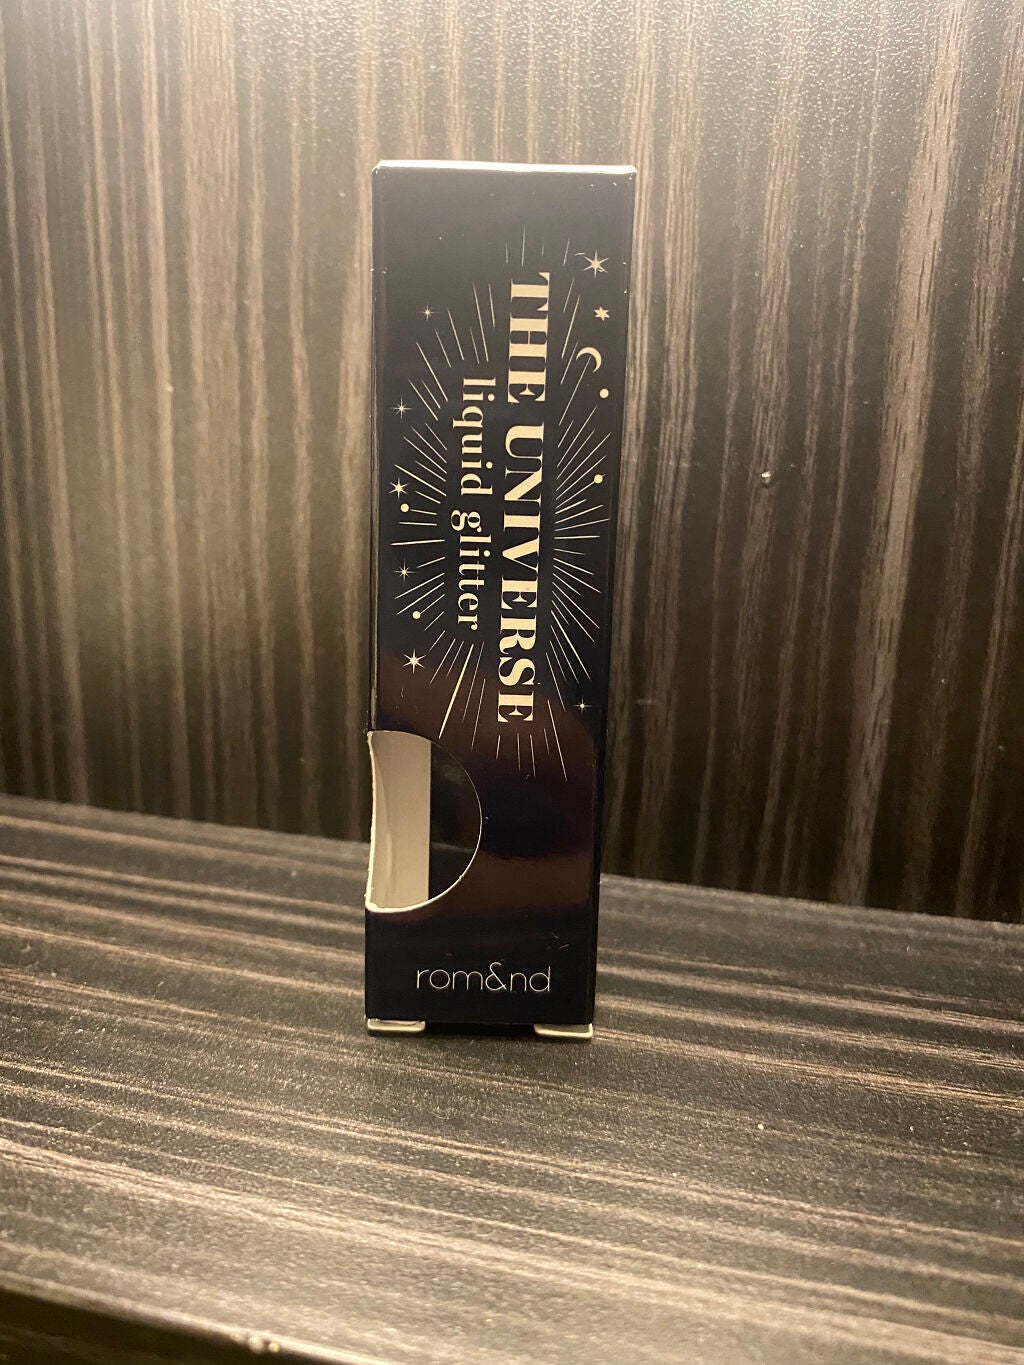 THE UNIVERSE
liquid glitter
rom&nd